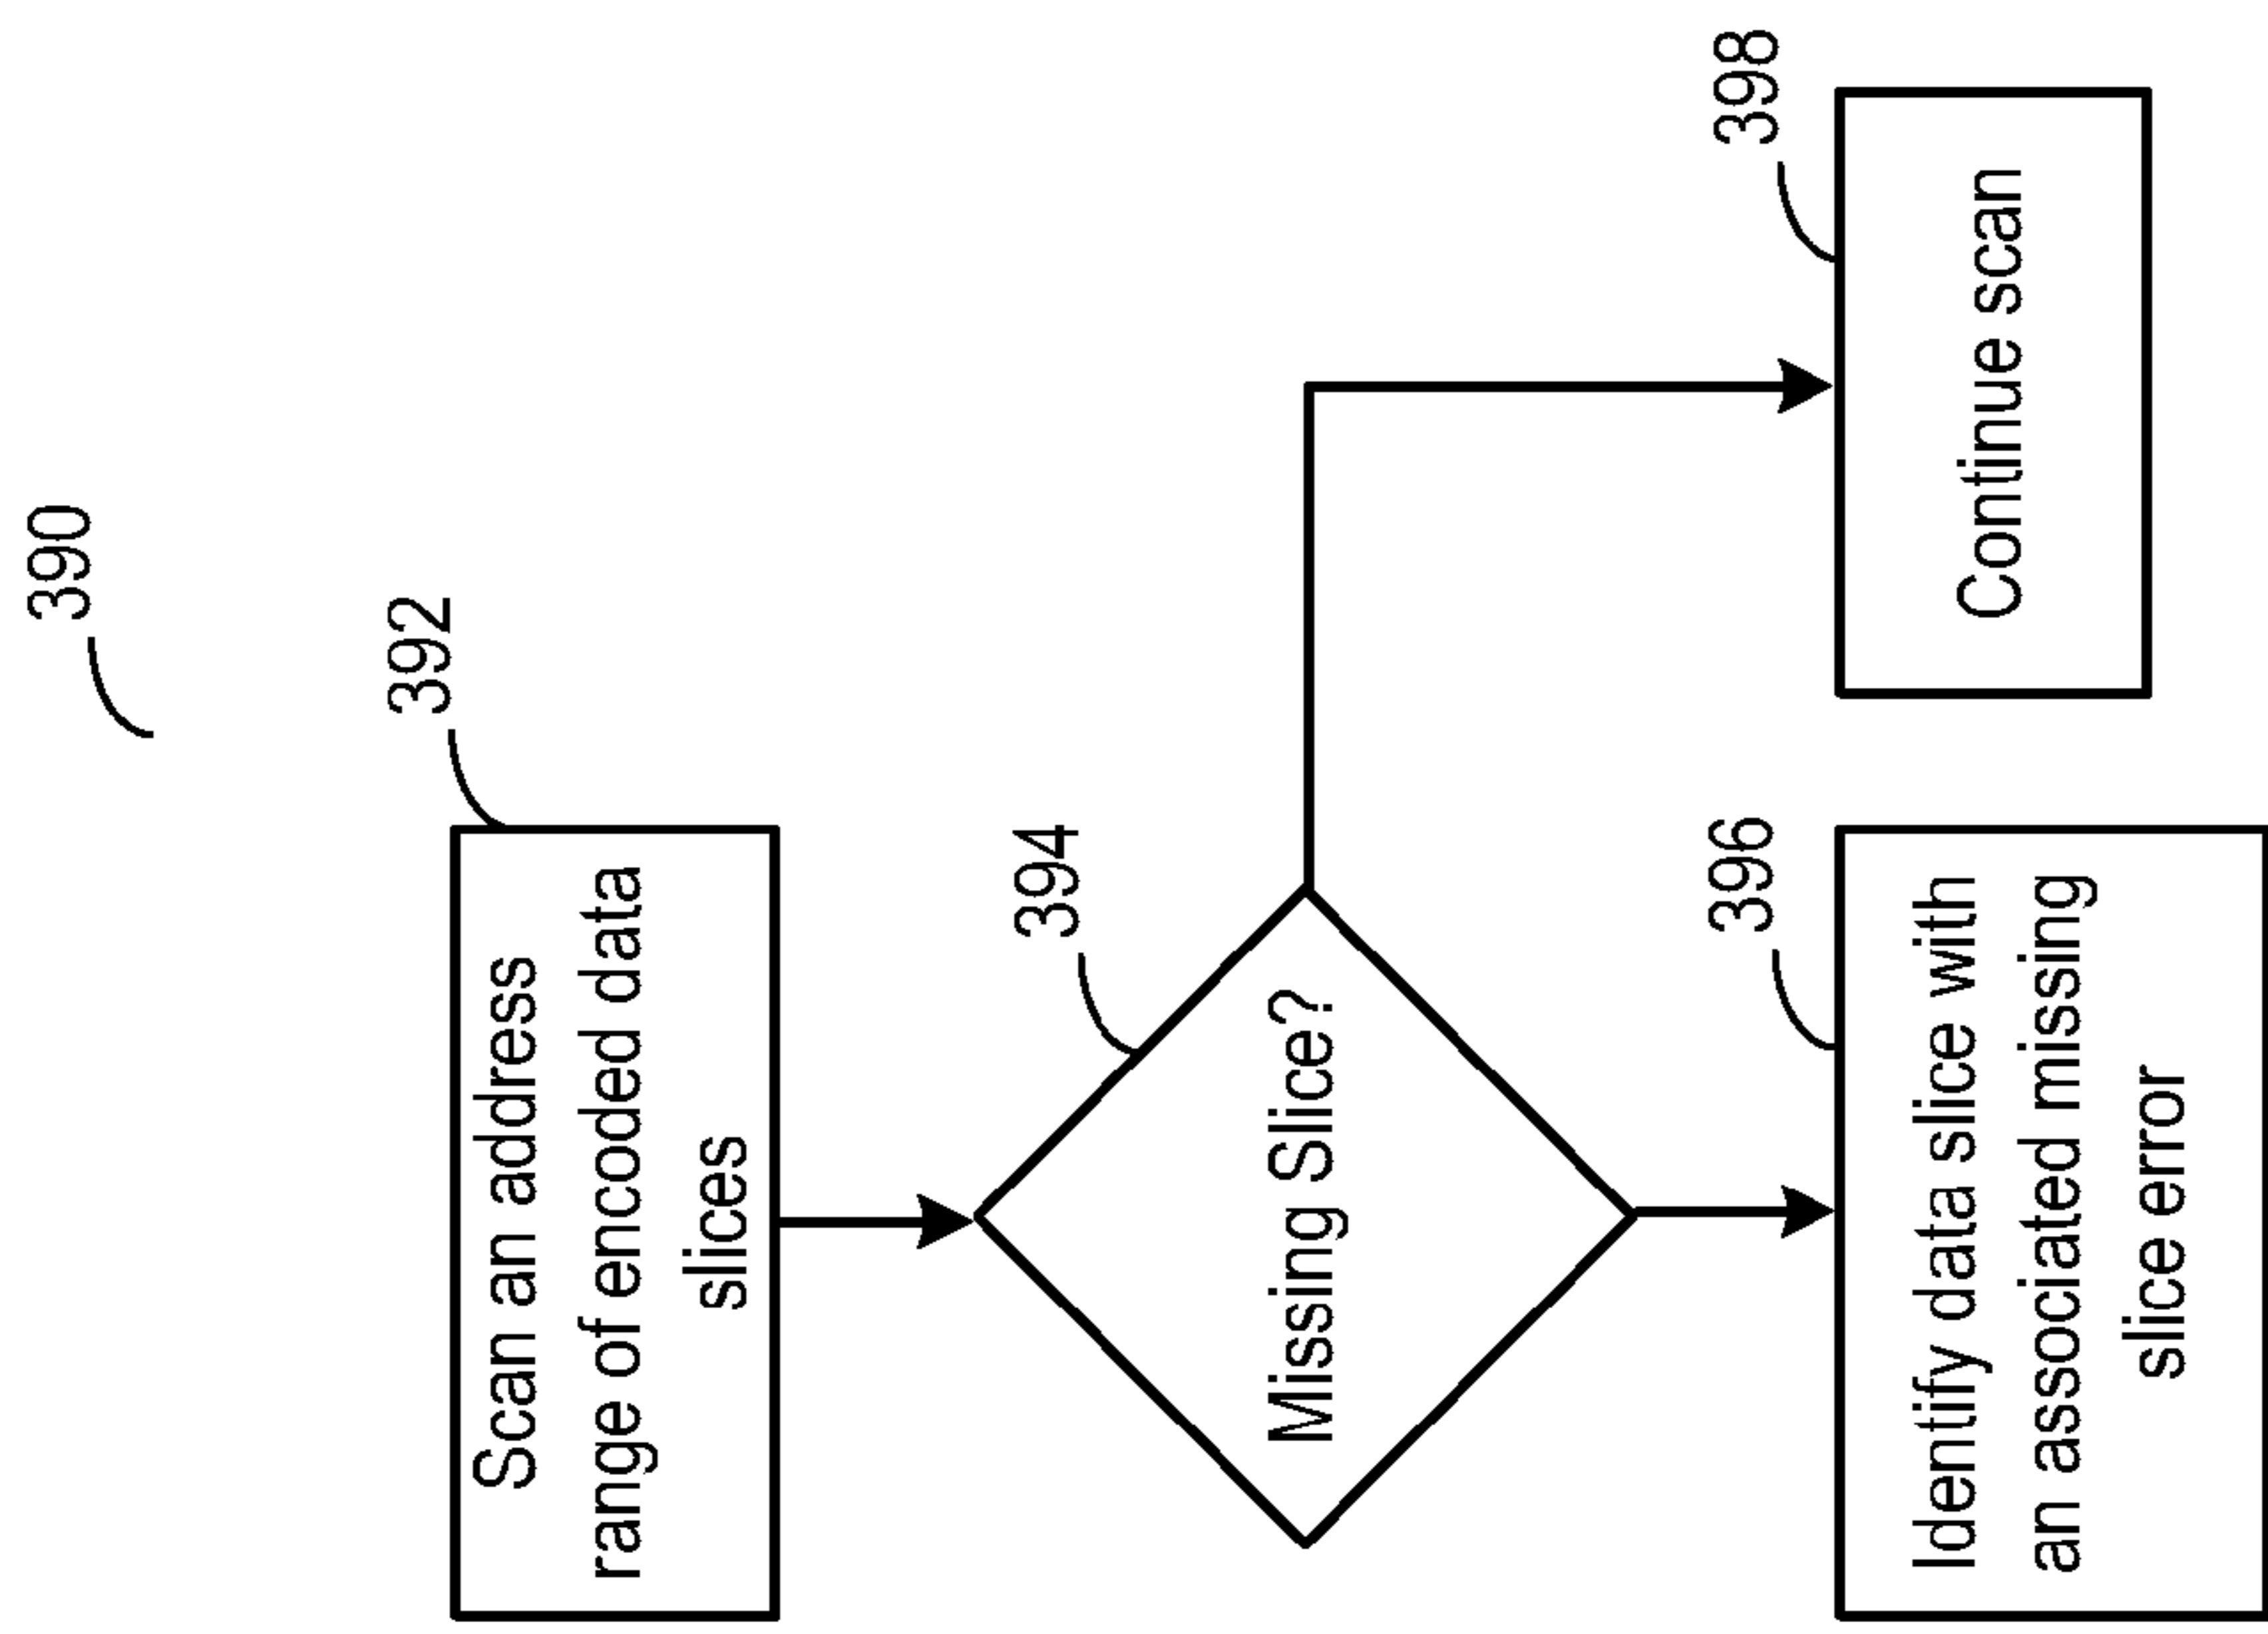 390
392
Scan an address
range of encoded data
slices
394
Missing Slice?
396
Identify data slice with
an associated missing
slice error
398
Continue scan